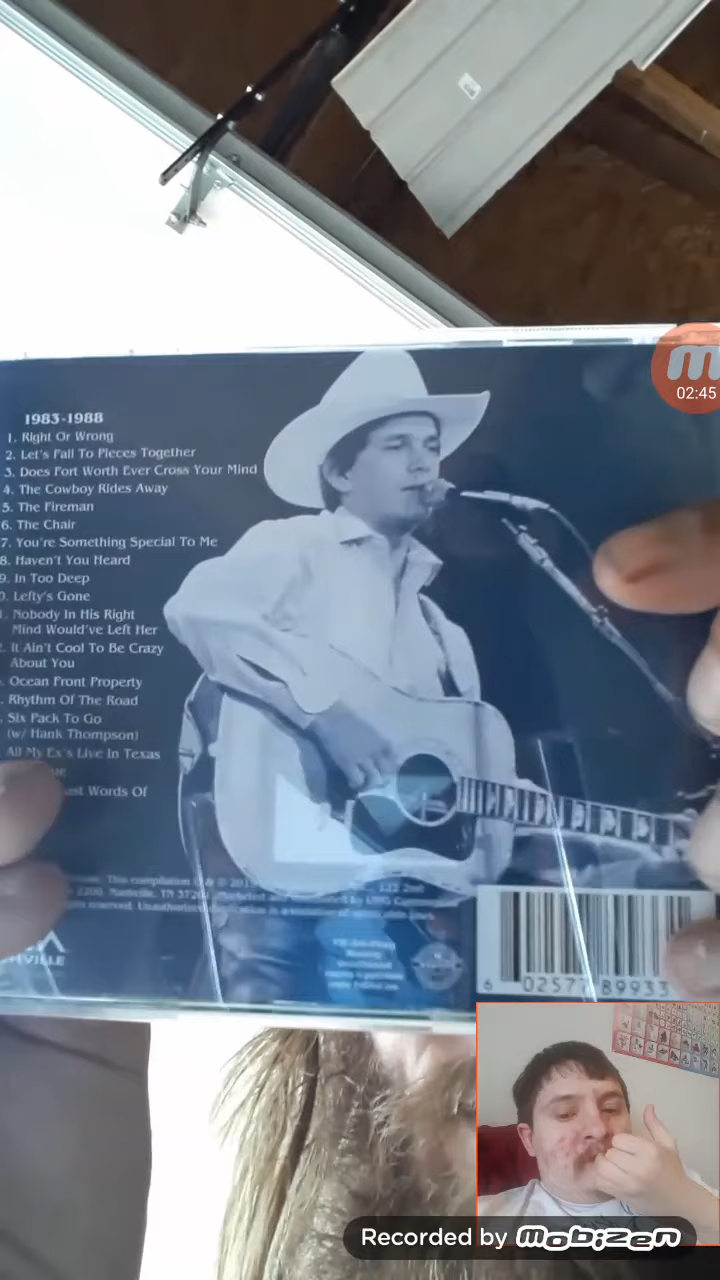 02:45
1983-1988
1. Right Or Wrong
2. Let's Fall To Pieces Together
3. Does Fort Worth Ever Cross Your Mind
4. The Cowboy Rides Away
5. The Fireman
6. The Chair
7. You're Something Special To Me
8. Haven't You Heard
9. In Too Deep
0. Lefty's Gone
. Nobody In His Right
Mind Would've Left Her
. It Ain't Cool To Be Crazy
About You
. Ocean Front Property
. Rhythm Of The Road
. Six Pack To Go
(w/ Hank Thompson)
All My Ex's Live In Texas
ast Words Of
This compilation
Nashville, TN
reserved.
6 02577 89933
Recorded by mobizen